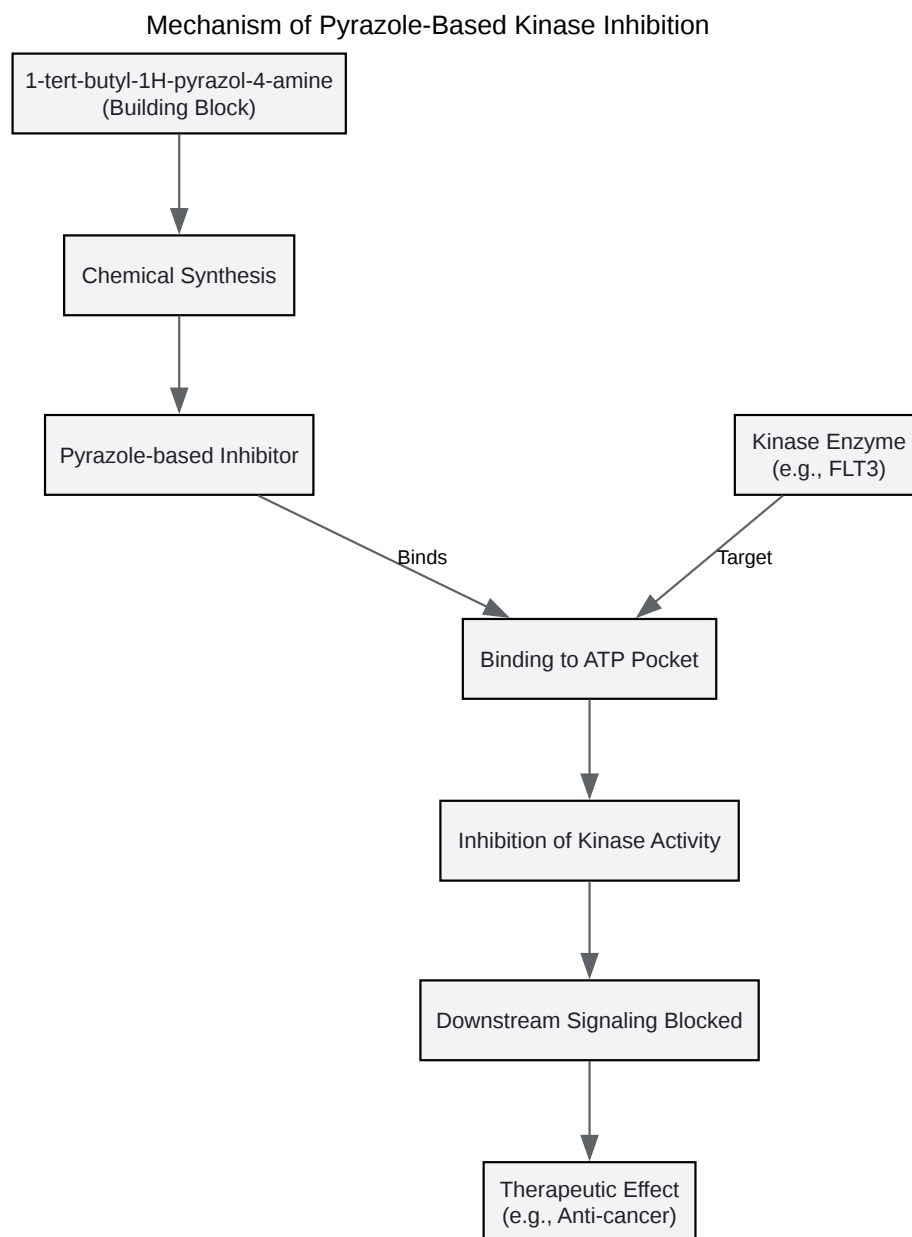 Mechanism of Pyrazole-Based Kinase Inhibition
1-tert-butyl-1H-pyrazol-4-amine
(Building Block)
Chemical Synthesis
Pyrazole-based Inhibitor
Kinase Enzyme
(e.g., FLT3)
Binds
Target
Binding to ATP Pocket
Inhibition of Kinase Activity
Downstream Signaling Blocked
Therapeutic Effect
(e.g., Anti-cancer)